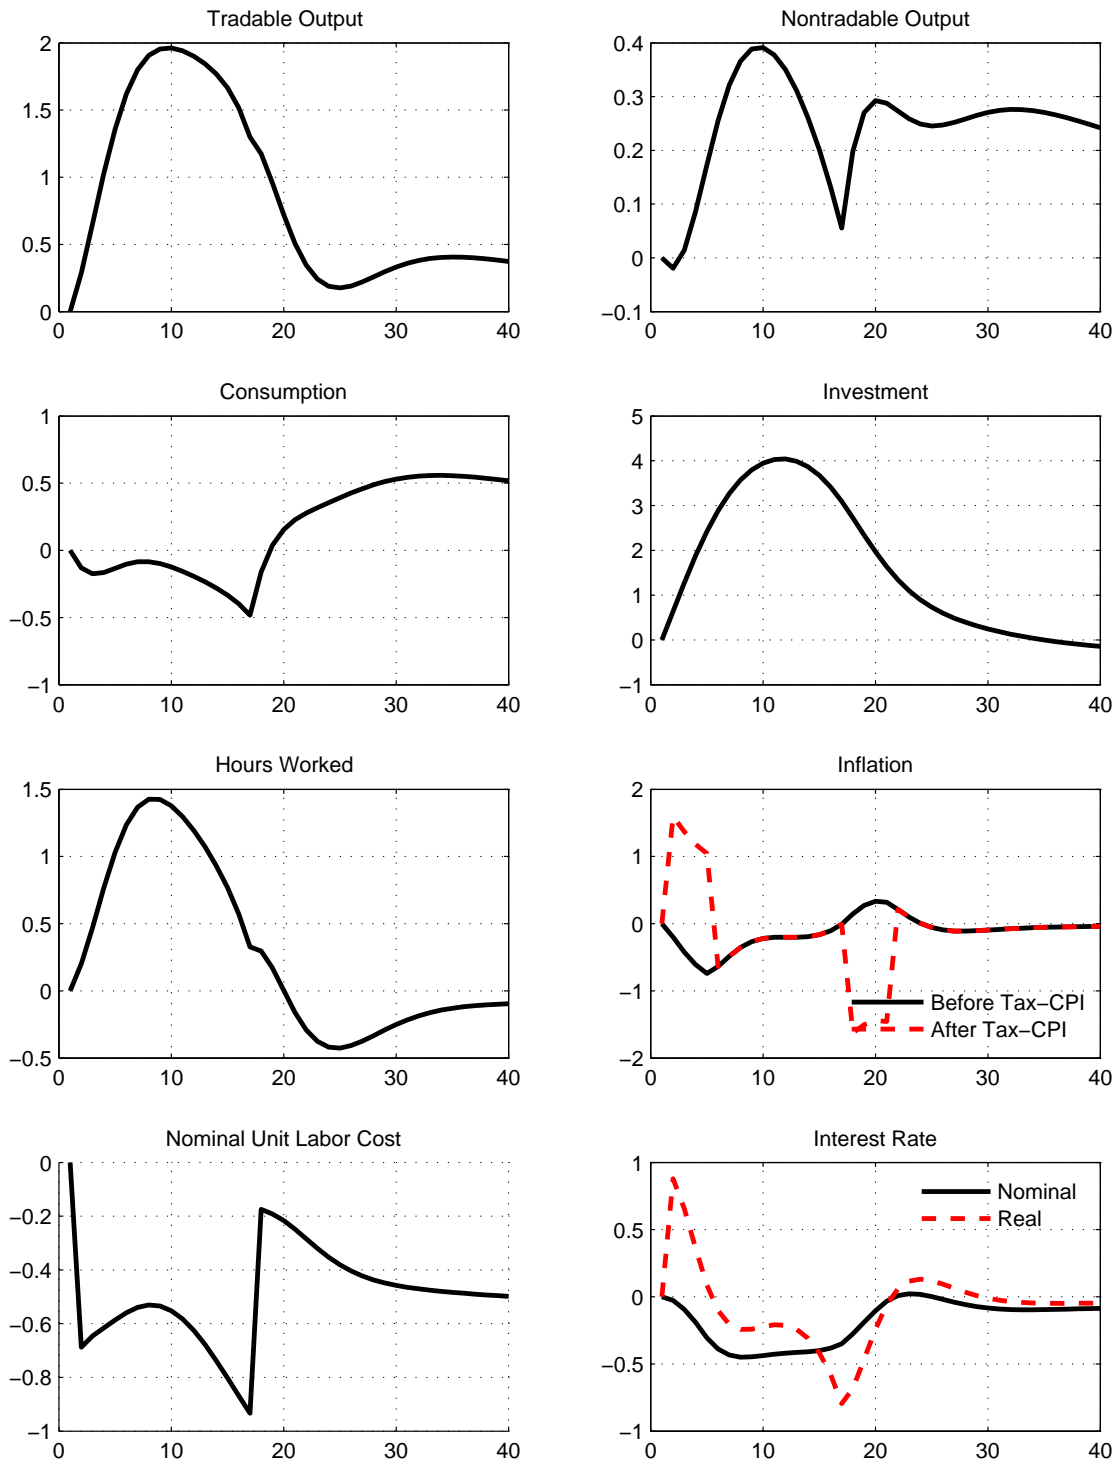 Tradable Output
2
1.5
1
0.5
0
0 10 20 30 40
Nontradable Output
0.4
0.3
0.2
0.1
0
−0.1
0 10 20 30 40
Consumption
1
0.5
0
−0.5
−1
0 10 20 30 40
Investment
5
4
3
2
1
0
−1
0 10 20 30 40
Hours Worked
1.5
1
0.5
0
−0.5
0 10 20 30 40
Inflation
2
1
0
−1
−2
0 10 20 30 40
Before Tax−CPI
After Tax−CPI
Nominal Unit Labor Cost
0
−0.2
−0.4
−0.6
−0.8
−1
0 10 20 30 40
Interest Rate
1
0.5
0
−0.5
−1
0 10 20 30 40
Nominal
Real